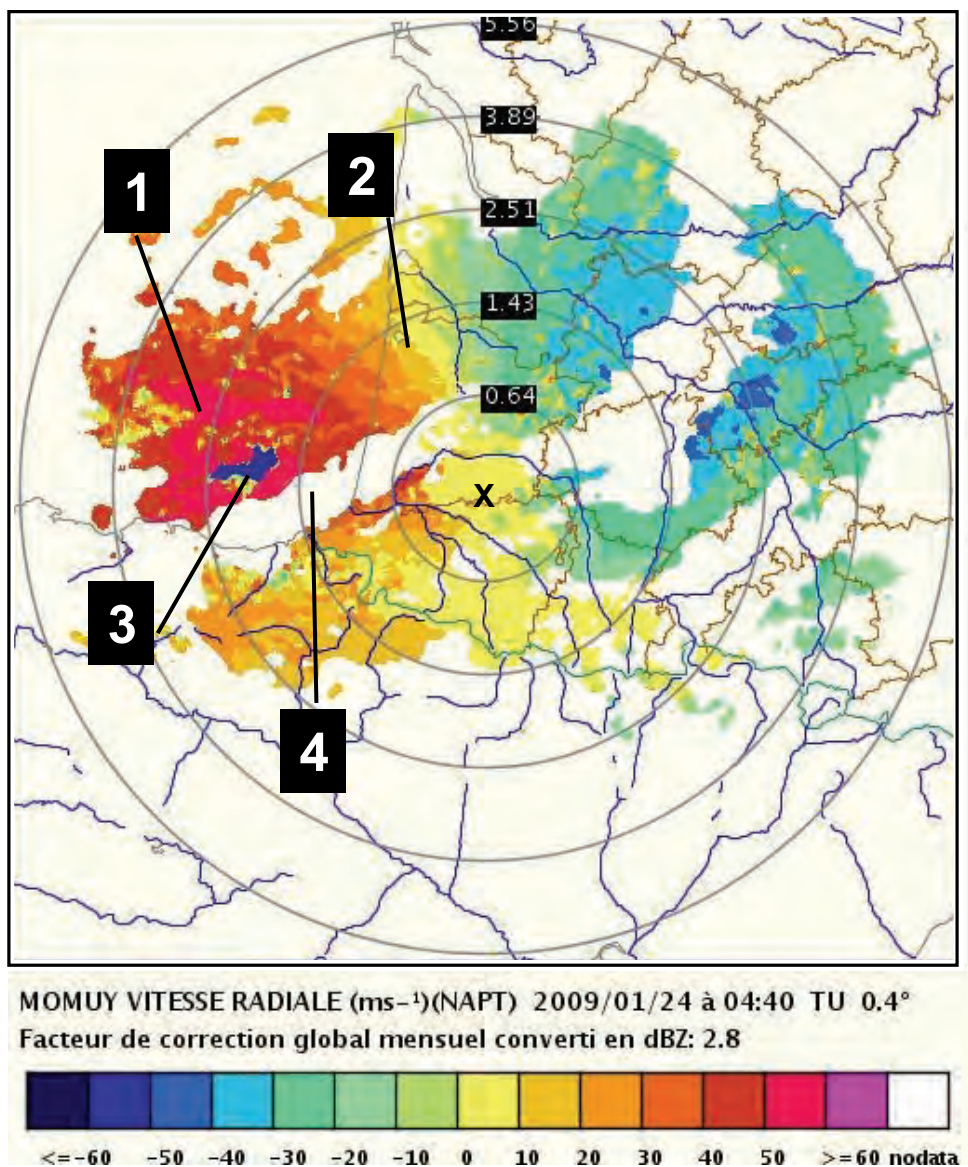 5.56
3.89
2
1
2.51
1.43
0.64
X
3
4
MOMUY VITESSE RADIALE (ms⁻¹)(NAPT) 2009/01/24 à 04:40 TU 0.4°
Facteur de correction global mensuel converti en dBZ: 2.8
<=-60 -50 -40 -30 -20 -10 0 10 20 30 40 50 >=60 nodata